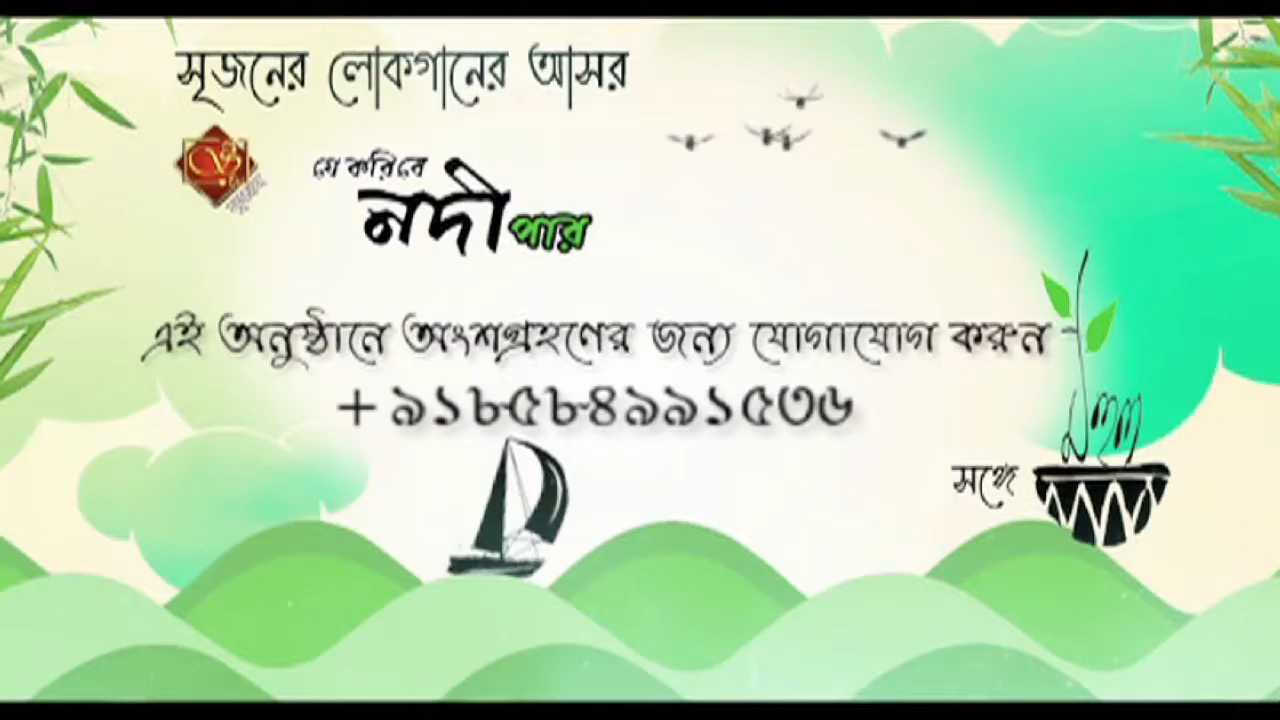 সৃজনের লোকগানের আসর
যে করিবে
নদী পার
এই অনুষ্ঠানে অংশগ্রহণের জন্য যোগাযোগ করুন -
+৯১৮৫৮৪৯৯১৫৩৬
সঙ্গে